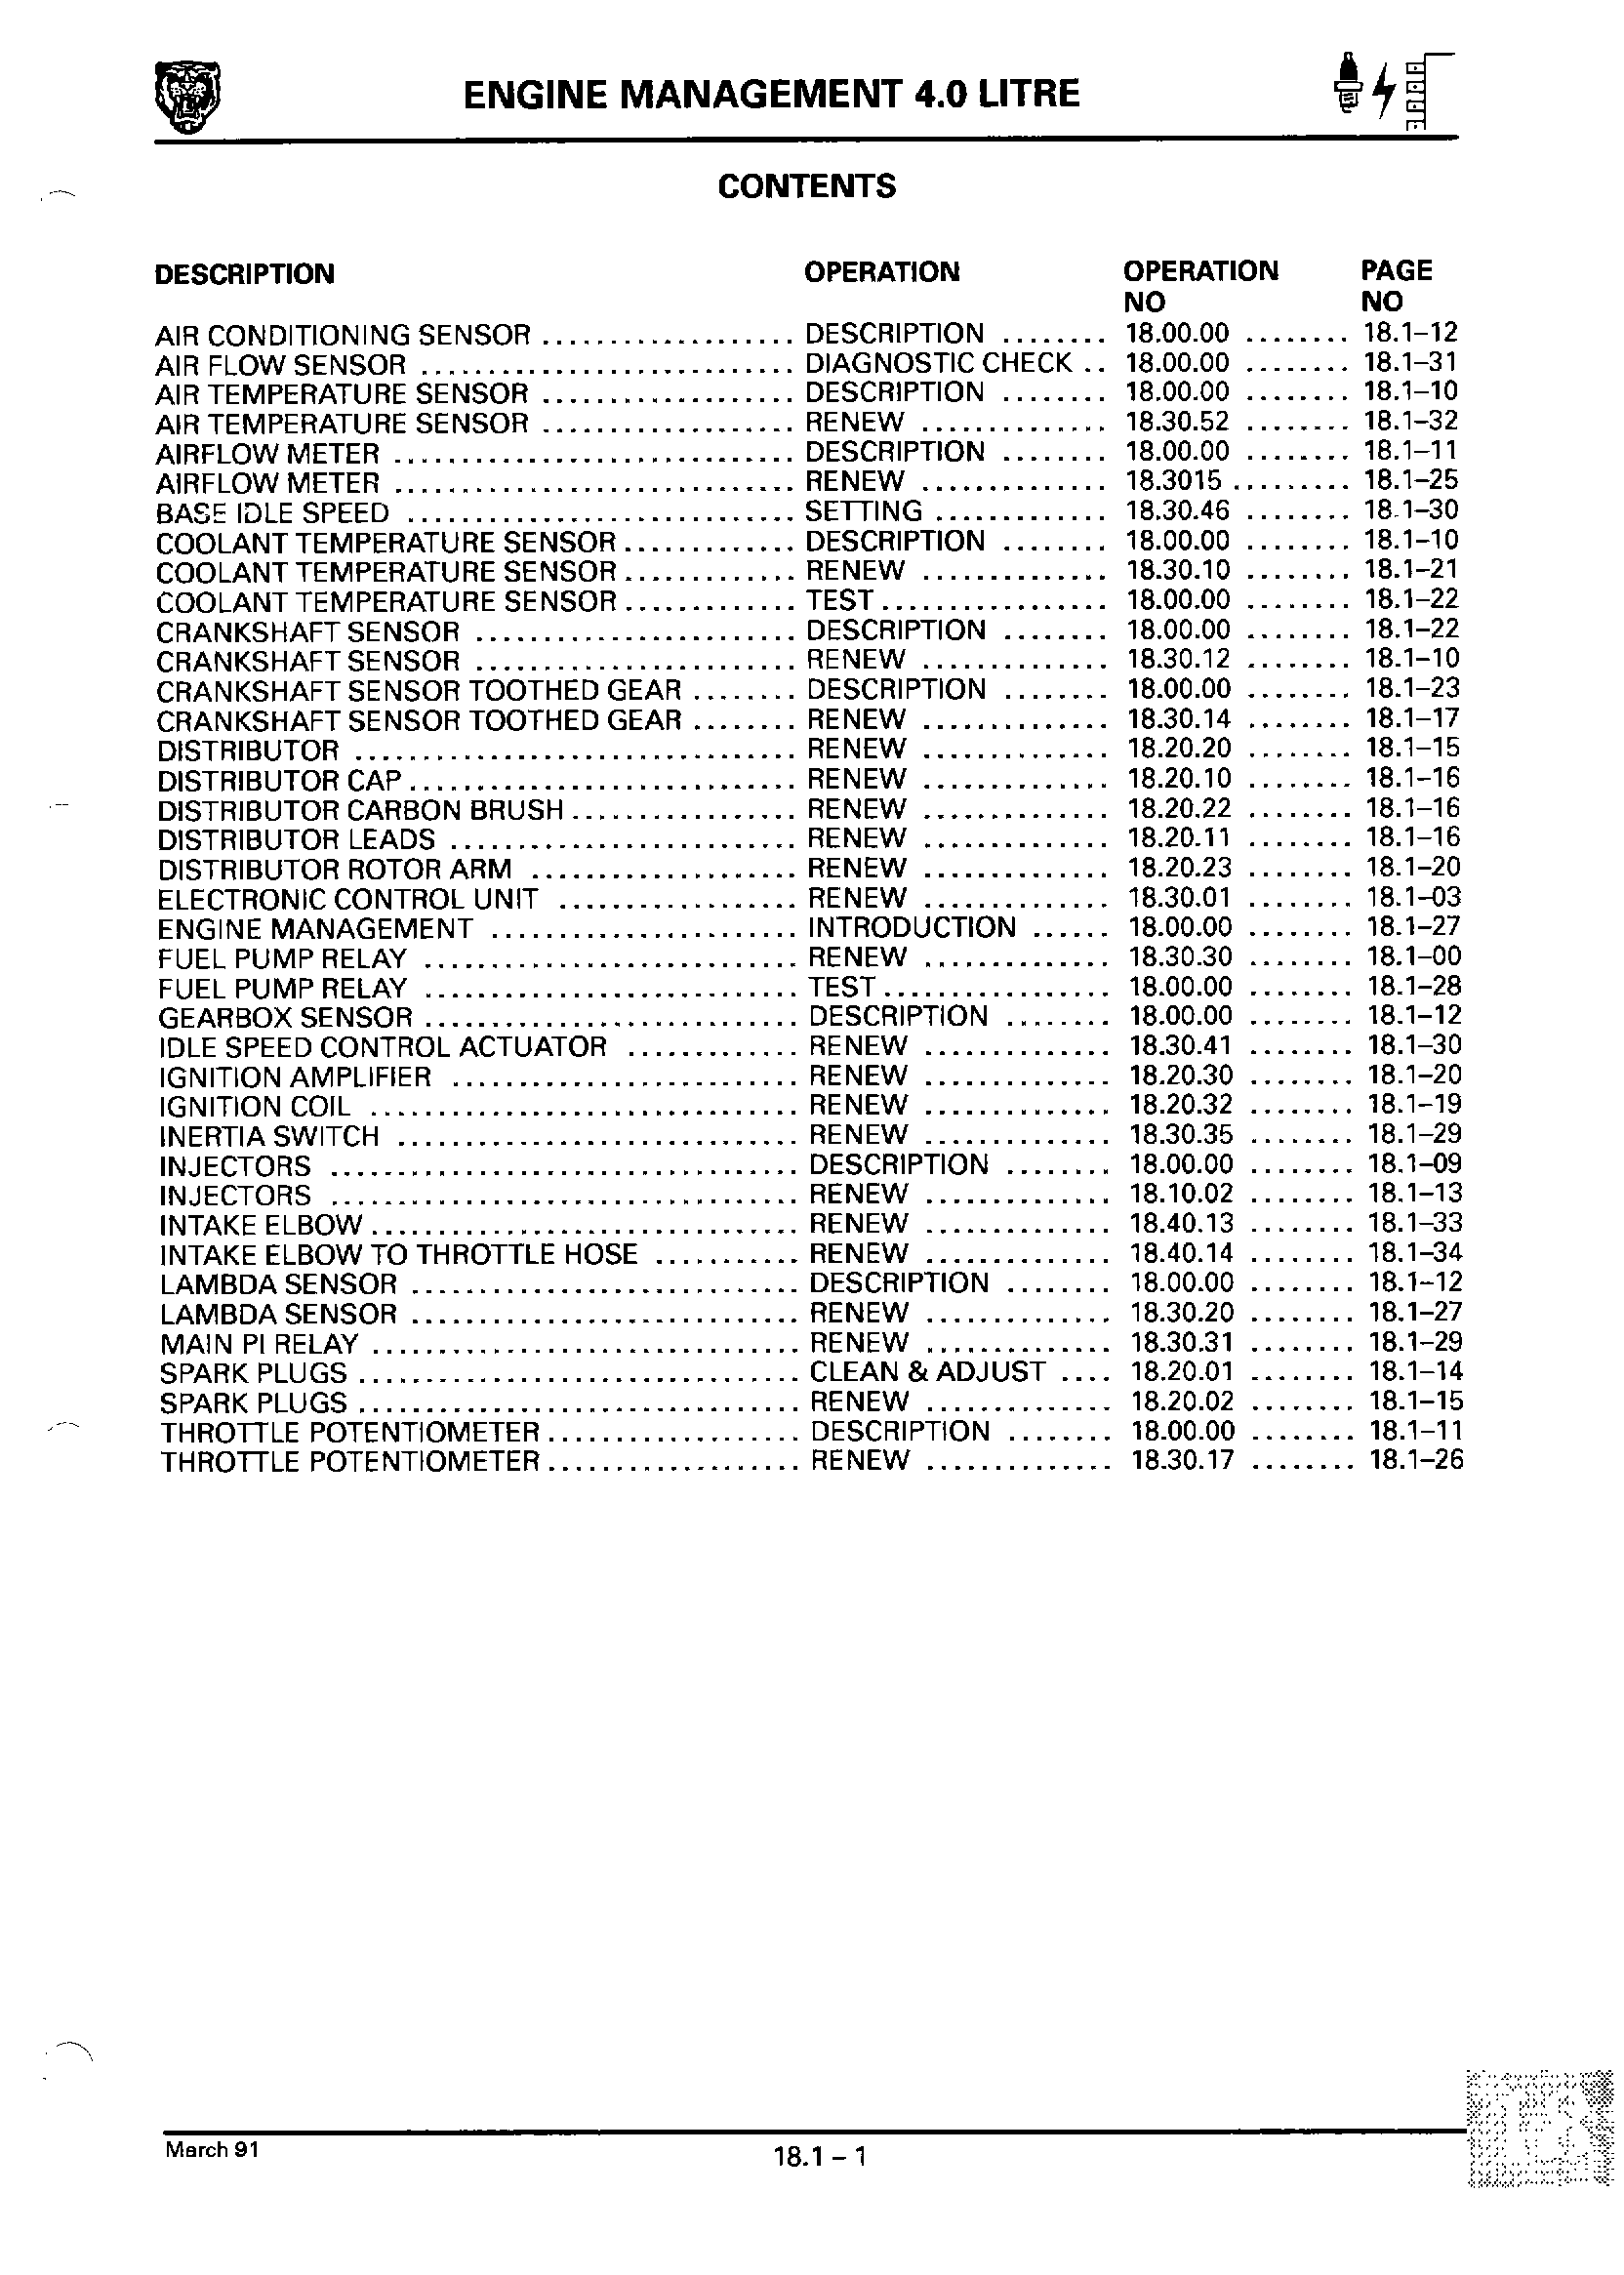 ENGINE MANAGEMENT 4.0 LITRE
CONTENTS
DESCRIPTION OPERATION OPERATION PAGE
NO NO
AIR CONDITIONING SENSOR ................... DESCRIPTION ........ 18.00.00 ........ 18.1–12
AIR FLOW SENSOR ............................ DIAGNOSTIC CHECK .. 18.00.00 ........ 18.1–31
AIR TEMPERATURE SENSOR ................... DESCRIPTION ........ 18.00.00 ........ 18.1–10
AIR TEMPERATURE SENSOR ................... RENEW .............. 18.30.52 ........ 18.1–32
AIRFLOW METER .............................. DESCRIPTION ........ 18.00.00 ........ 18.1–11
AIRFLOW METER .............................. RENEW .............. 18.3015 ......... 18.1–25
BASE IDLE SPEED ............................. SETTING ............. 18.30.46 ........ 18.1–30
COOLANT TEMPERATURE SENSOR ............. DESCRIPTION ........ 18.00.00 ........ 18.1–10
COOLANT TEMPERATURE SENSOR ............. RENEW .............. 18.30.10 ........ 18.1–21
COOLANT TEMPERATURE SENSOR ............. TEST ................. 18.00.00 ........ 18.1–22
CRANKSHAFT SENSOR ........................ DESCRIPTION ........ 18.00.00 ........ 18.1–22
CRANKSHAFT SENSOR ........................ RENEW .............. 18.30.12 ........ 18.1–10
CRANKSHAFT SENSOR TOOTHED GEAR ........ DESCRIPTION ........ 18.00.00 ........ 18.1–23
CRANKSHAFT SENSOR TOOTHED GEAR ........ RENEW .............. 18.30.14 ........ 18.1–17
DISTRIBUTOR ................................. RENEW .............. 18.20.20 ........ 18.1–15
DISTRIBUTOR CAP ............................. RENEW .............. 18.20.10 ........ 18.1–16
DISTRIBUTOR CARBON BRUSH ................. RENEW .............. 18.20.22 ........ 18.1–16
DISTRIBUTOR LEADS .......................... RENEW .............. 18.20.11 ........ 18.1–16
DISTRIBUTOR ROTOR ARM .................... RENEW .............. 18.20.23 ........ 18.1–20
ELECTRONIC CONTROL UNIT .................. RENEW .............. 18.30.01 ........ 18.1–03
ENGINE MANAGEMENT ....................... INTRODUCTION ...... 18.00.00 ........ 18.1–27
FUEL PUMP RELAY ............................ RENEW .............. 18.30.30 ........ 18.1–00
FUEL PUMP RELAY ............................ TEST ................. 18.00.00 ........ 18.1–28
GEARBOX SENSOR ............................ DESCRIPTION ........ 18.00.00 ........ 18.1–12
IDLE SPEED CONTROL ACTUATOR ............. RENEW .............. 18.30.41 ........ 18.1–30
IGNITION AMPLIFIER .......................... RENEW .............. 18.20.30 ........ 18.1–20
IGNITION COIL ................................ RENEW .............. 18.20.32 ........ 18.1–19
INERTIA SWITCH .............................. RENEW .............. 18.30.35 ........ 18.1–29
INJECTORS ................................... DESCRIPTION ........ 18.00.00 ........ 18.1–09
INJECTORS ................................... RENEW .............. 18.10.02 ........ 18.1–13
INTAKE ELBOW ................................ RENEW .............. 18.40.13 ........ 18.1–33
INTAKE ELBOW TO THROTTLE HOSE ........... RENEW .............. 18.40.14 ........ 18.1–34
LAMBDA SENSOR ............................. DESCRIPTION ........ 18.00.00 ........ 18.1–12
LAMBDA SENSOR ............................. RENEW .............. 18.30.20 ........ 18.1–27
MAIN PI RELAY ................................ RENEW .............. 18.30.31 ........ 18.1–29
SPARK PLUGS ................................. CLEAN & ADJUST .... 18.20.01 ........ 18.1–14
SPARK PLUGS ................................. RENEW .............. 18.20.02 ........ 18.1–15
THROTTLE POTENTIOMETER ................... DESCRIPTION ........ 18.00.00 ........ 18.1–11
THROTTLE POTENTIOMETER ................... RENEW .............. 18.30.17 ........ 18.1–26
March 91
18.1 – 1